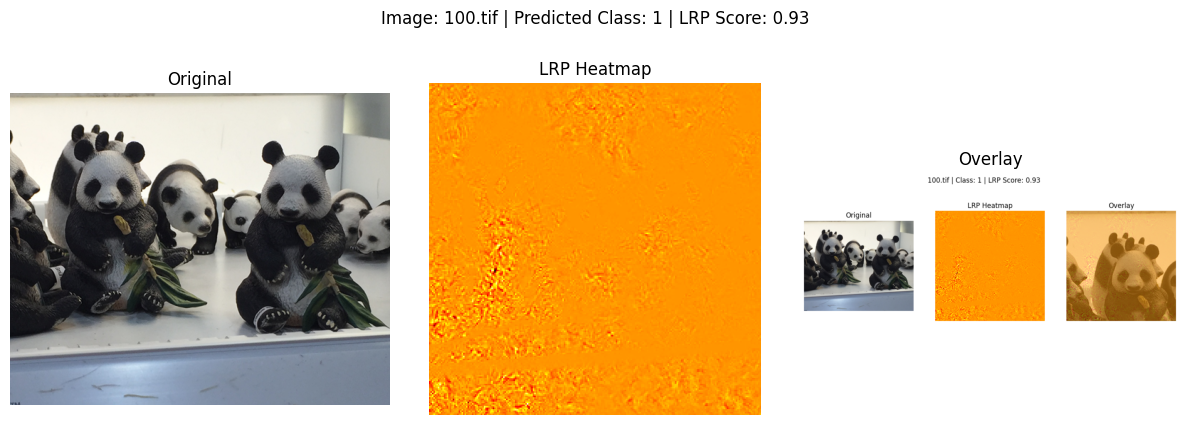 Image: 100.tif | Predicted Class: 1 | LRP Score: 0.93
Original
LRP Heatmap
Overlay
100.tif | Class: 1 | LRP Score: 0.93
Original
LRP Heatmap
Overlay